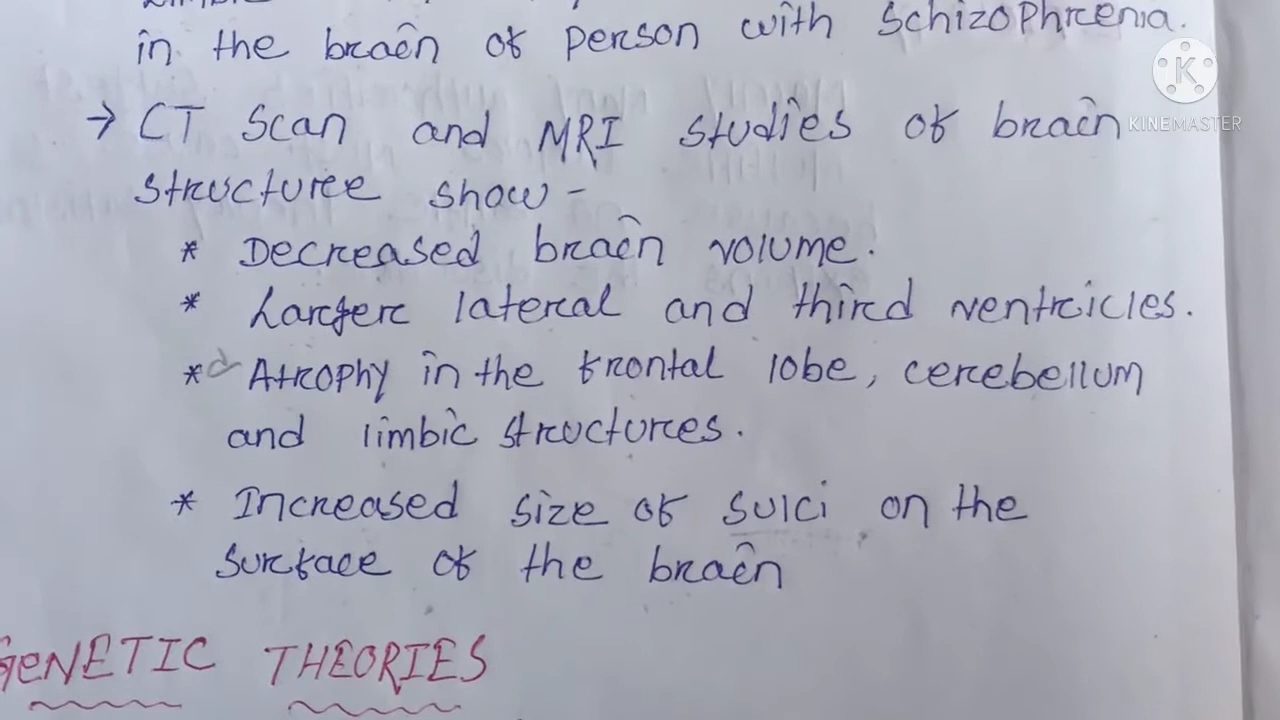 in the brain of person with schizophrenia.
→ CT Scan and MRI studies of brain
structure show -
* Decreased brain volume.
* Larger lateral and third ventricles.
* Atrophy in the frontal lobe, cerebellum
and limbic structures.
* Increased size of sulci on the
surface of the brain
GENETIC THEORIES
K
KINEMASTER